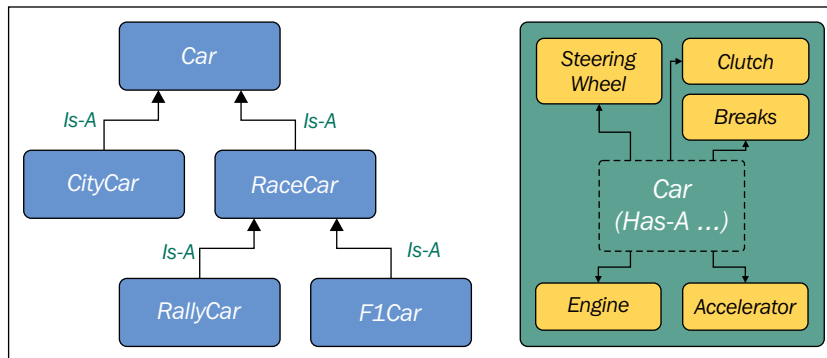 Car
Is-A
Is-A
CityCar
RaceCar
Is-A
Is-A
RallyCar
F1Car
Steering
Wheel
Clutch
Breaks
Car
(Has-A ...)
Engine
Accelerator